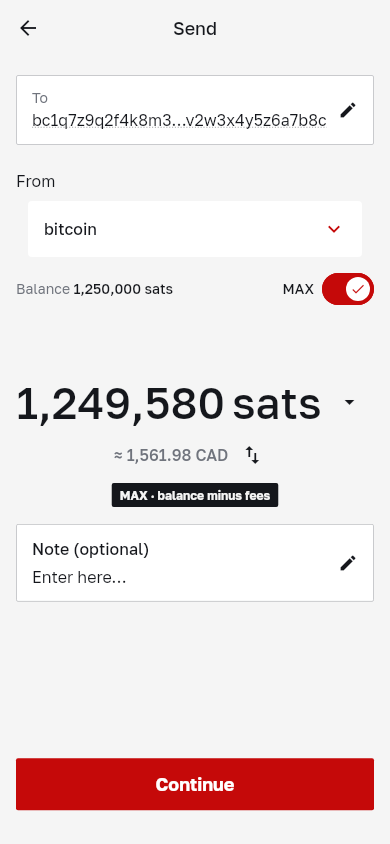 Send
To
bc1q7z9q2f4k8m3...v2w3x4y5z6a7b8c
From
bitcoin
Balance 1,250,000 sats MAX
1,249,580 sats
≈ 1,561.98 CAD
MAX · balance minus fees
Note (optional)
Enter here...
Continue